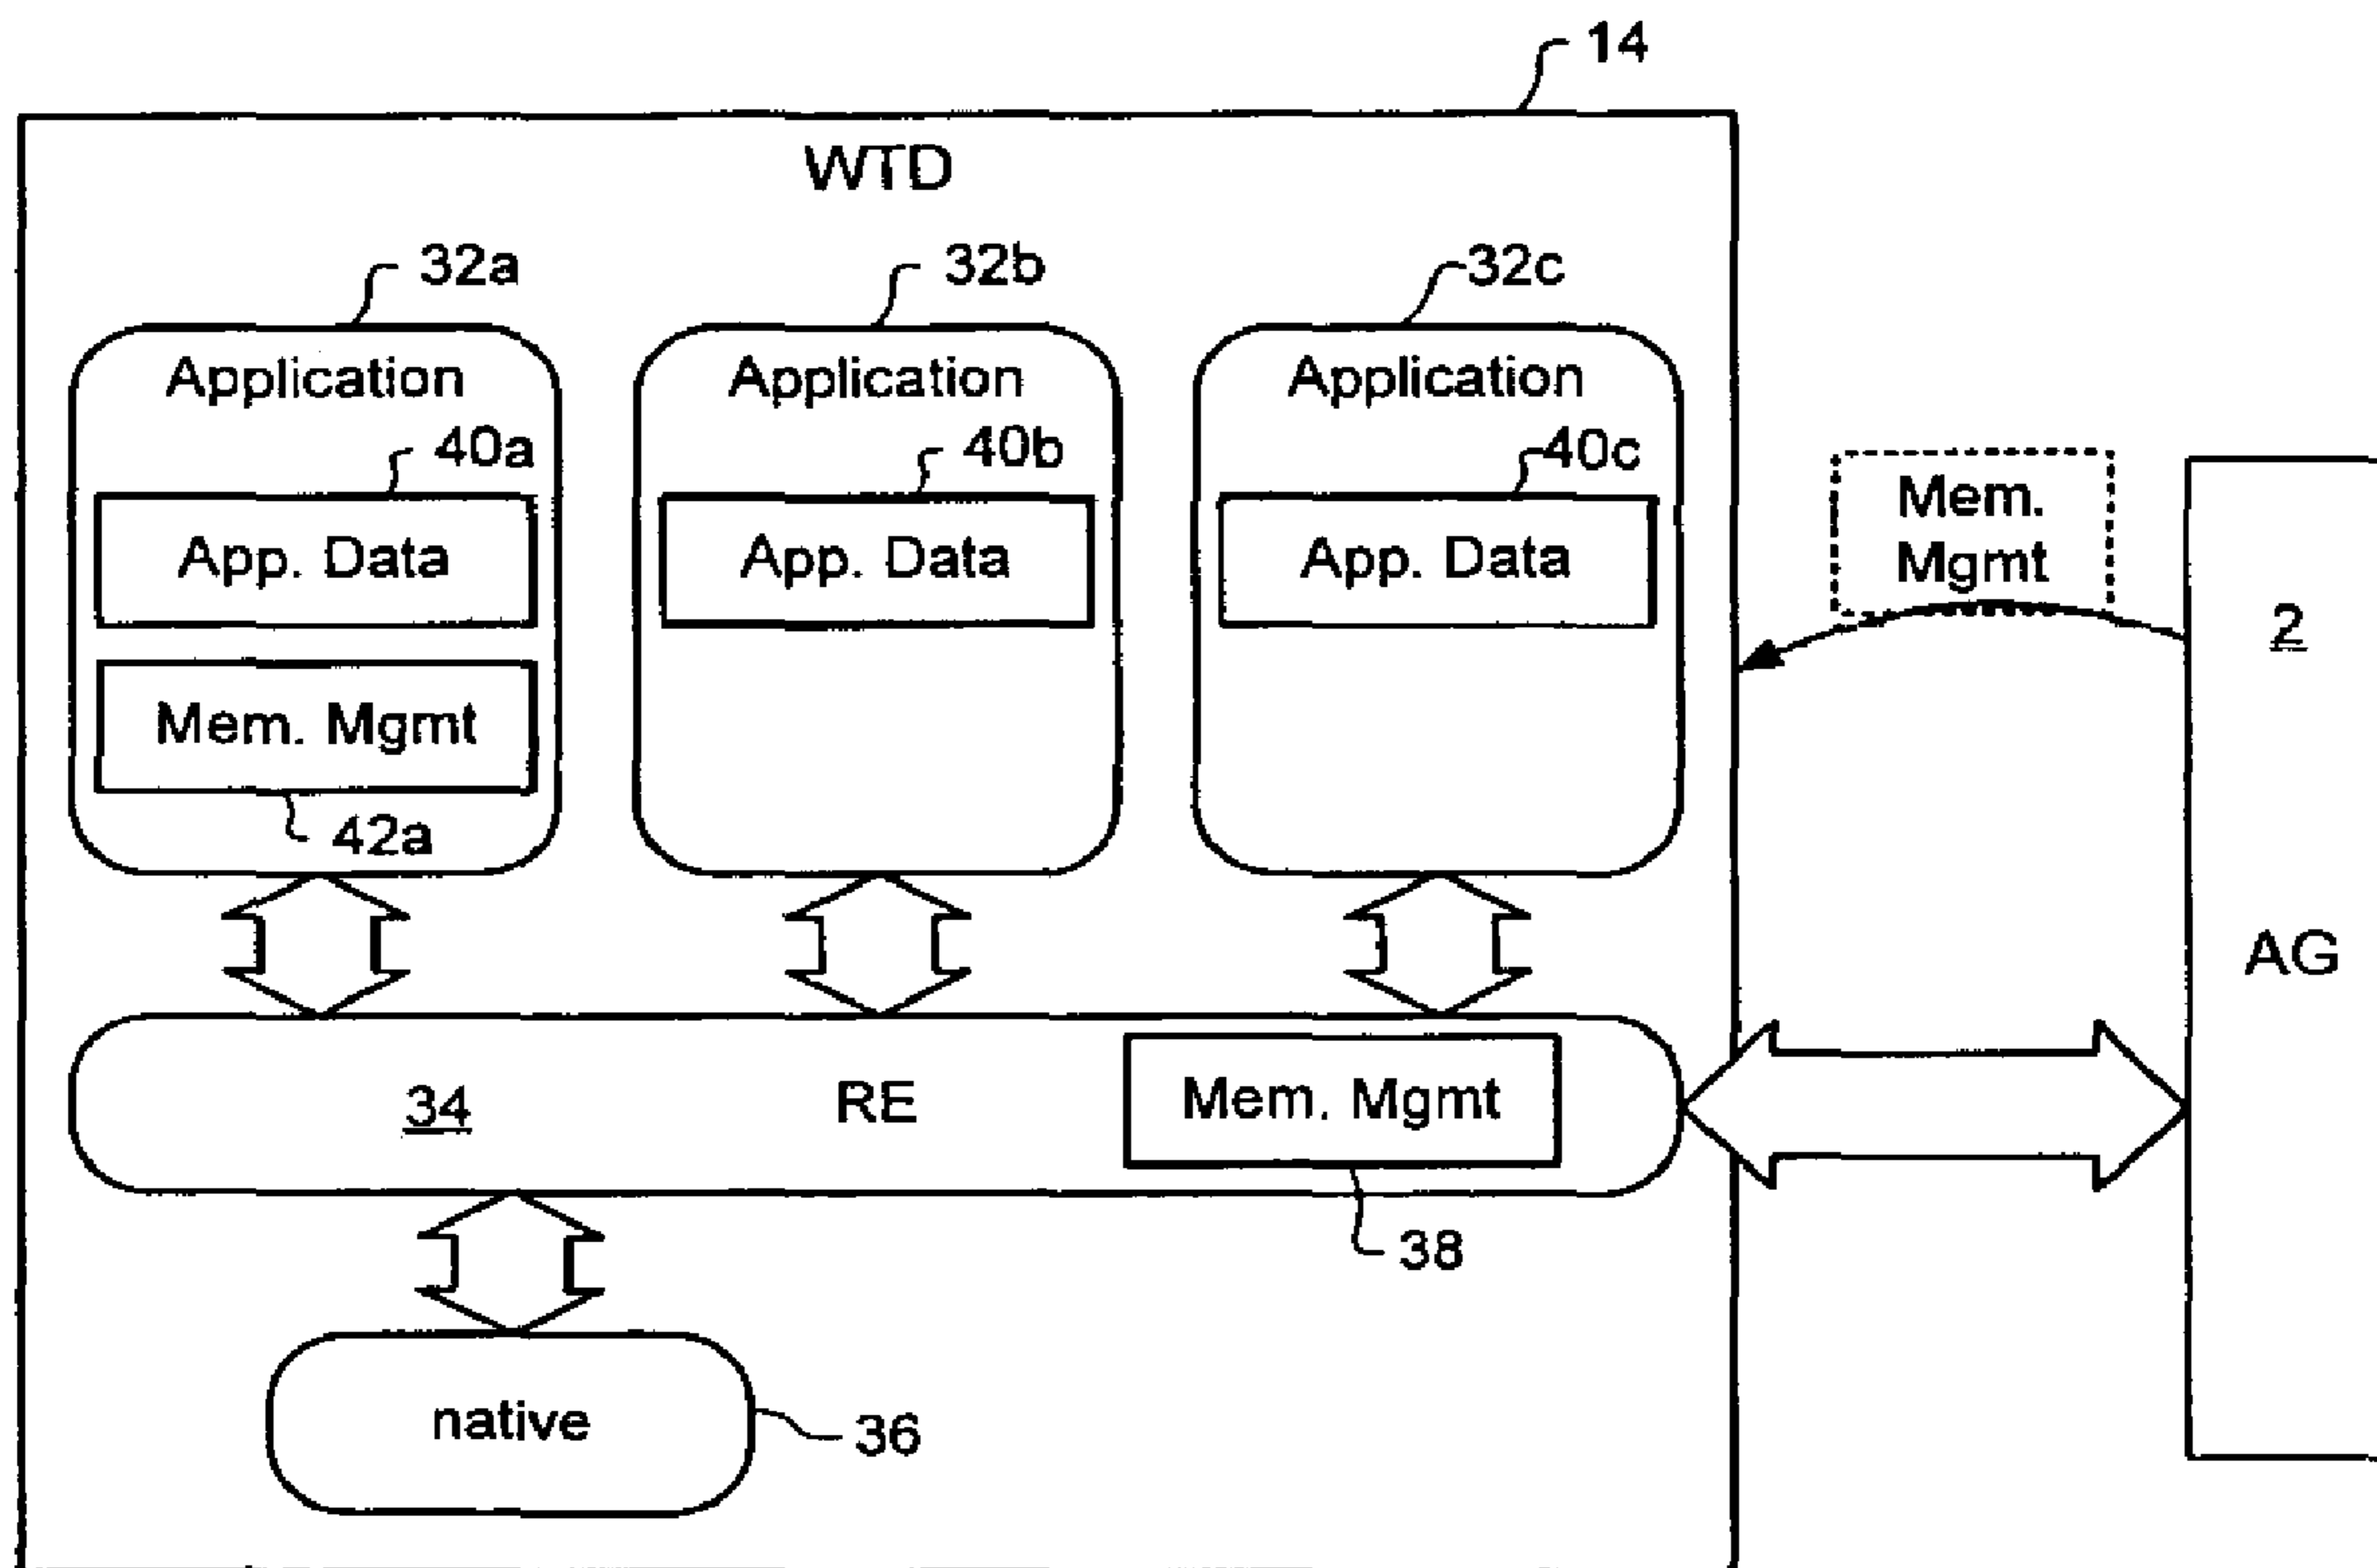 14
WTD
32a
32b
32c
Application
Application
Application
40a
40b
40c
App. Data
App. Data
App. Data
Mem.
Mgmt
2
Mem. Mgmt
42a
AG
34
RE
Mem. Mgmt
38
native
36